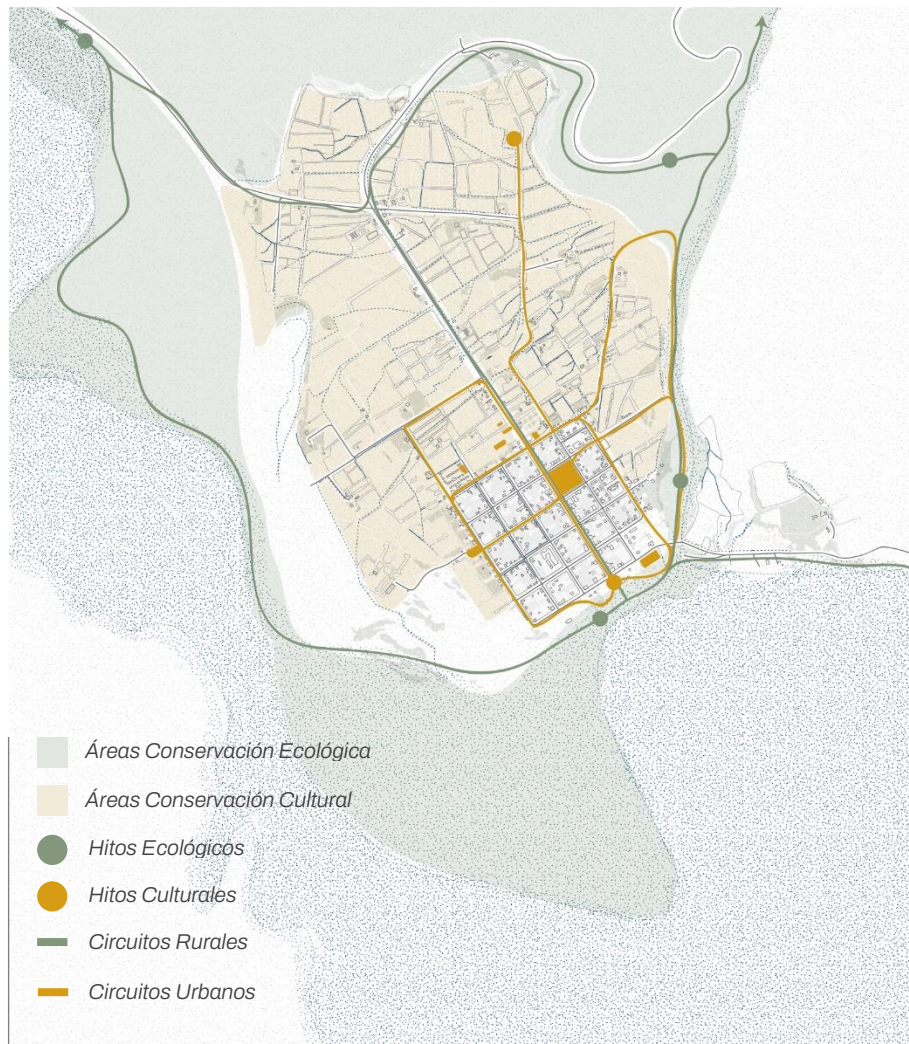 Áreas Conservación Ecológica
Áreas Conservación Cultural
Hitos Ecológicos
Hitos Culturales
Circuitos Rurales
Circuitos Urbanos